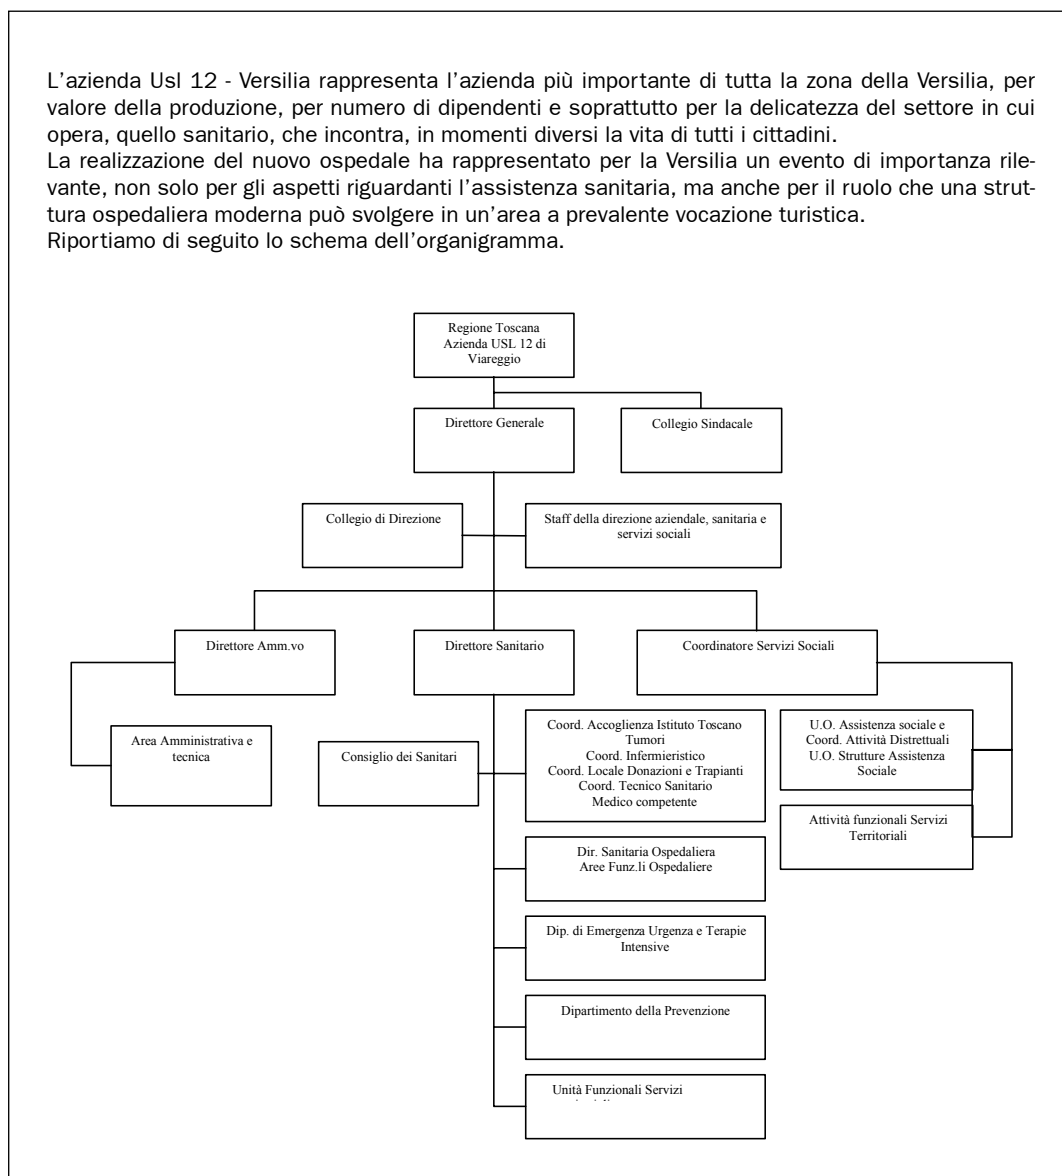 L'azienda Usl 12 - Versilia rappresenta l'azienda più importante di tutta la zona della Versilia, per
valore della produzione, per numero di dipendenti e soprattutto per la delicatezza del settore in cui
opera, quello sanitario, che incontra, in momenti diversi la vita di tutti i cittadini.
La realizzazione del nuovo ospedale ha rappresentato per la Versilia un evento di importanza rile-
vante, non solo per gli aspetti riguardanti l'assistenza sanitaria, ma anche per il ruolo che una strut-
tura ospedaliera moderna può svolgere in un'area a prevalente vocazione turistica.
Riportiamo di seguito lo schema dell'organigramma.
Regione Toscana
Azienda USL 12 di
Viareggio
Direttore Generale
Collegio Sindacale
Collegio di Direzione
Staff della direzione aziendale, sanitaria e
servizi sociali
Direttore Amm.vo
Direttore Sanitario
Coordinatore Servizi Sociali
Area Amministrativa e
tecnica
Consiglio dei Sanitari
Coord. Accoglienza Istituto Toscano
Tumori
Coord. Infermieristico
Coord. Locale Donazioni e Trapianti
Coord. Tecnico Sanitario
Medico competente
U.O. Assistenza sociale e
Coord. Attività Distrettuali
U.O. Strutture Assistenza
Sociale
Attività funzionali Servizi
Territoriali
Dir. Sanitaria Ospedaliera
Aree Funz.li Ospedaliere
Dip. di Emergenza Urgenza e Terapie
Intensive
Dipartimento della Prevenzione
Unità Funzionali Servizi